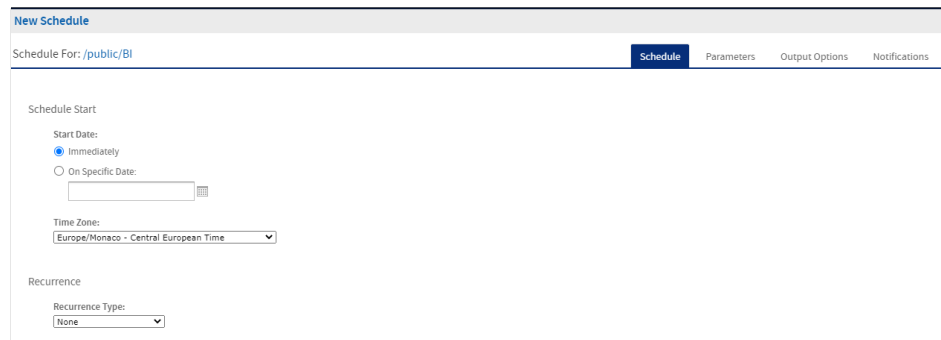 New Schedule
Schedule For: /public/BI
Schedule Parameters Output Options Notifications
Schedule Start
Start Date:
Immediately
On Specific Date:
Time Zone:
Europe/Monaco - Central European Time
Recurrence
Recurrence Type:
None